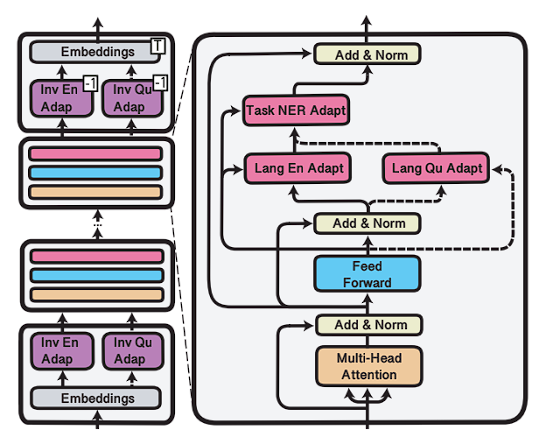 Embeddings
T
Inv En
Adap
-1
Inv Qu
Adap
-1
...
Inv En
Adap
Inv Qu
Adap
Embeddings
Add & Norm
Task NER Adapt
Lang En Adapt
Lang Qu Adapt
Add & Norm
Feed
Forward
Add & Norm
Multi-Head
Attention